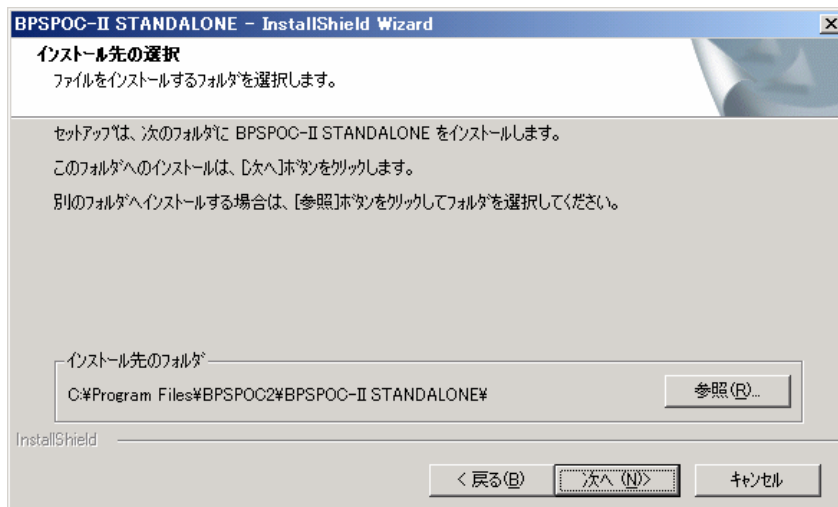 BPSPOC-II STANDALONE - InstallShield Wizard
インストール先の選択
ファイルをインストールするフォルダを選択します。
セットアップは、次のフォルダに BPSPOC-II STANDALONE をインストールします。
このフォルダへのインストールは、[次へ]ボタンをクリックします。
別のフォルダへインストールする場合は、[参照]ボタンをクリックしてフォルダを選択してください。
インストール先のフォルダ
C:¥Program Files¥BPSPOC2¥BPSPOC-II STANDALONE¥
参照(R)...
InstallShield
< 戻る(B)
次へ (N)>
キャンセル